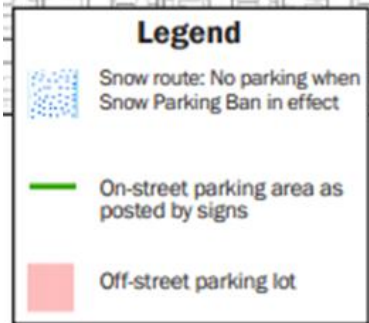 Legend
Snow route: No parking when
Snow Parking Ban in effect
On-street parking area as
posted by signs
Off-street parking lot